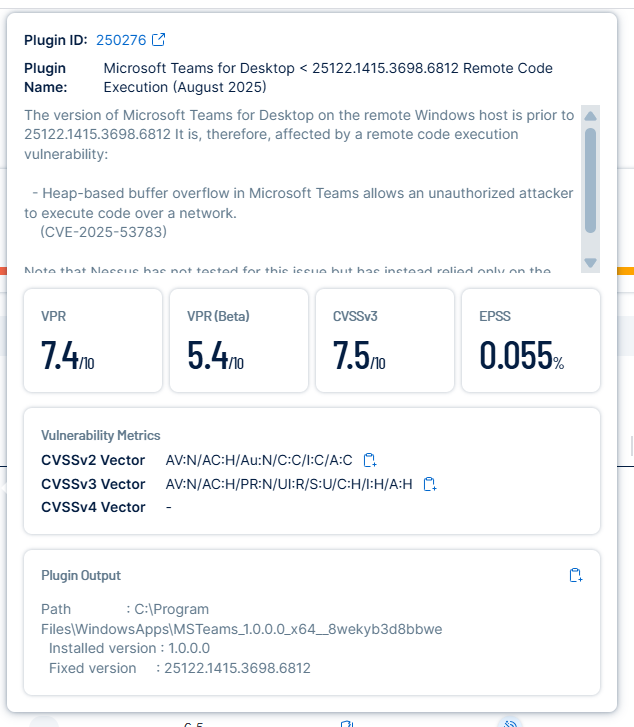 Plugin ID: 250276
Plugin Name: Microsoft Teams for Desktop < 25122.1415.3698.6812 Remote Code
Execution (August 2025)
The version of Microsoft Teams for Desktop on the remote Windows host is prior to
25122.1415.3698.6812 It is, therefore, affected by a remote code execution
vulnerability:
- Heap-based buffer overflow in Microsoft Teams allows an unauthorized attacker
to execute code over a network.
(CVE-2025-53783)
Note that Nessus has not tested for this issue but has instead relied only on the
VPR
7.4/10
VPR (Beta)
5.4/10
CVSSv3
7.5/10
EPSS
0.055%
Vulnerability Metrics
CVSSv2 Vector AV:N/AC:H/Au:N/C:C/I:C/A:C
CVSSv3 Vector AV:N/AC:H/PR:N/UI:R/S:U/C:H/I:H/A:H
CVSSv4 Vector -
Plugin Output
Path : C:\Program
Files\WindowsApps\MSTeams_1.0.0.0_x64__8wekyb3d8bbwe
Installed version : 1.0.0.0
Fixed version : 25122.1415.3698.6812